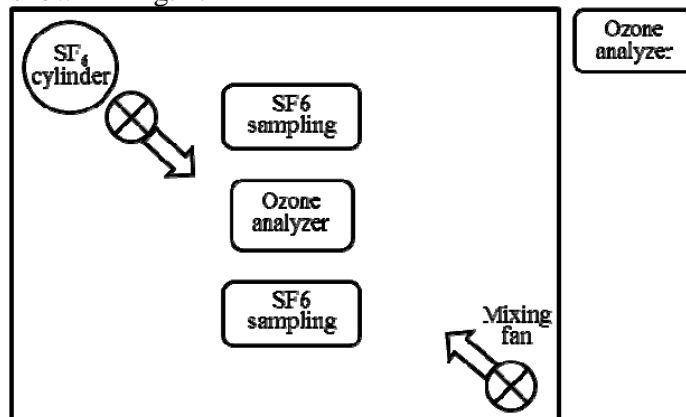 SF6
cylinder
SF6
sampling
Ozone
analyzer
SF6
sampling
Mixing
fan
Ozone
analyzer